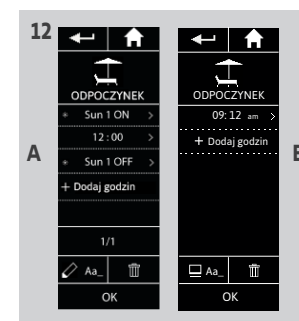 12
ODPOCZYNEK
Sun 1 ON >
12:00 >
Sun 1 OFF >
+ Dodaj godzin
1/1
Aa_
OK
A
ODPOCZYNEK
09:12 am >
+ Dodaj godzin
Aa_
OK